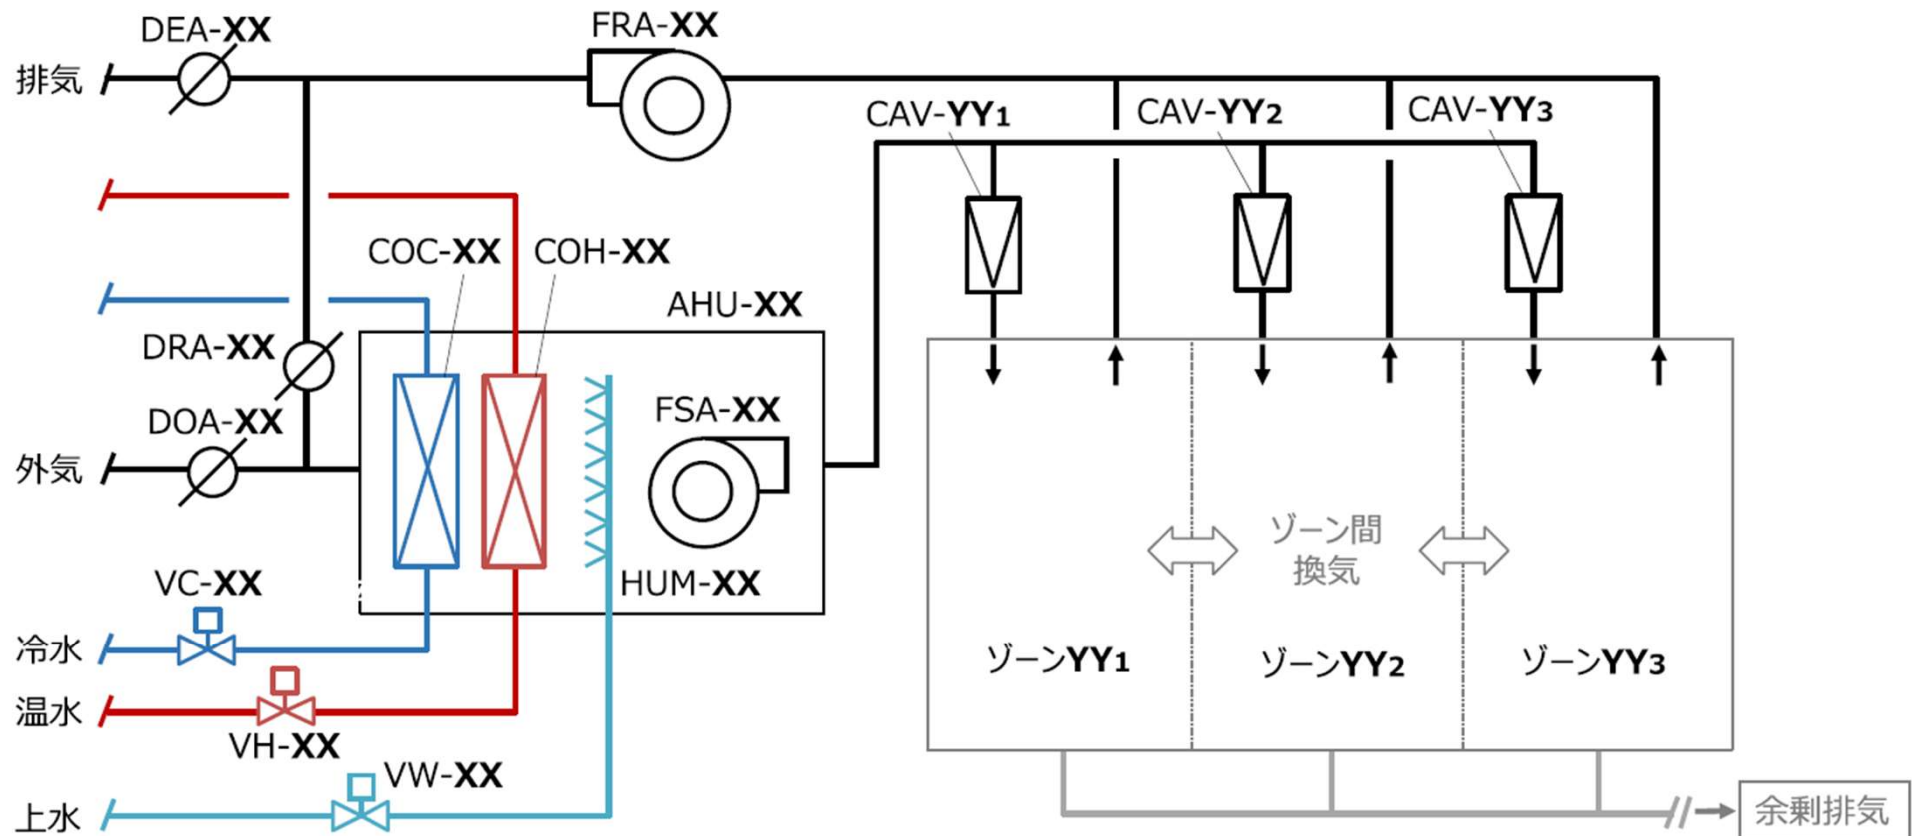 DEA-XX
FRA-XX
排気
CAV-YY1
CAV-YY2
CAV-YY3
COC-XX
COH-XX
AHU-XX
DRA-XX
DOA-XX
FSA-XX
外気
ゾーン間
換気
VC-XX
HUM-XX
冷水
ゾーンYY1
ゾーンYY2
ゾーンYY3
温水
VH-XX
VW-XX
上水
余剰排気